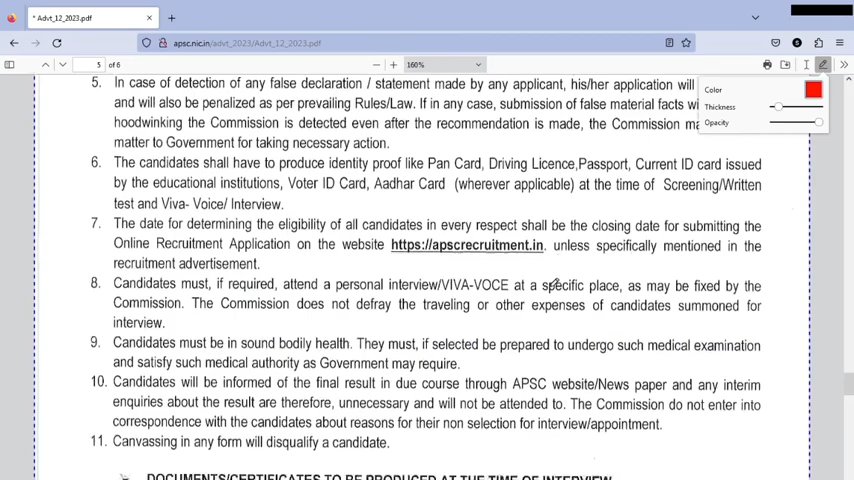 * Advt_12_2023.pdf
apsc.nic.in/advt_2023/Advt_12_2023.pdf
5 of 6
160%
Color
Thickness
Opacity
5. In case of detection of any false declaration / statement made by any applicant, his/her application will
and will also be penalized as per prevailing Rules/Law. If in any case, submission of false material facts
hoodwinking the Commission is detected even after the recommendation is made, the Commission
matter to Government for taking necessary action.
6. The candidates shall have to produce identity proof like Pan Card, Driving Licence,Passport, Current ID card issued
by the educational institutions, Voter ID Card, Aadhar Card (wherever applicable) at the time of Screening/Written
test and Viva- Voice/ Interview.
7. The date for determining the eligibility of all candidates in every respect shall be the closing date for submitting the
Online Recruitment Application on the website https://apscrecruitment.in, unless specifically mentioned in the
recruitment advertisement.
8. Candidates must, if required, attend a personal interview/VIVA-VOCE at a specific place, as may be fixed by the
Commission. The Commission does not defray the traveling or other expenses of candidates summoned for
interview.
9. Candidates must be in sound bodily health. They must, if selected be prepared to undergo such medical examination
and satisfy such medical authority as Government may require.
10. Candidates will be informed of the final result in due course through APSC website/News paper and any interim
enquiries about the result are therefore, unnecessary and will not be attended to. The Commission do not enter into
correspondence with the candidates about reasons for their non selection for interview/appointment.
11. Canvassing in any form will disqualify a candidate.
DOCUMENTS/CERTIFICATES TO BE PRODUCED AT THE TIME OF INTERVIEW